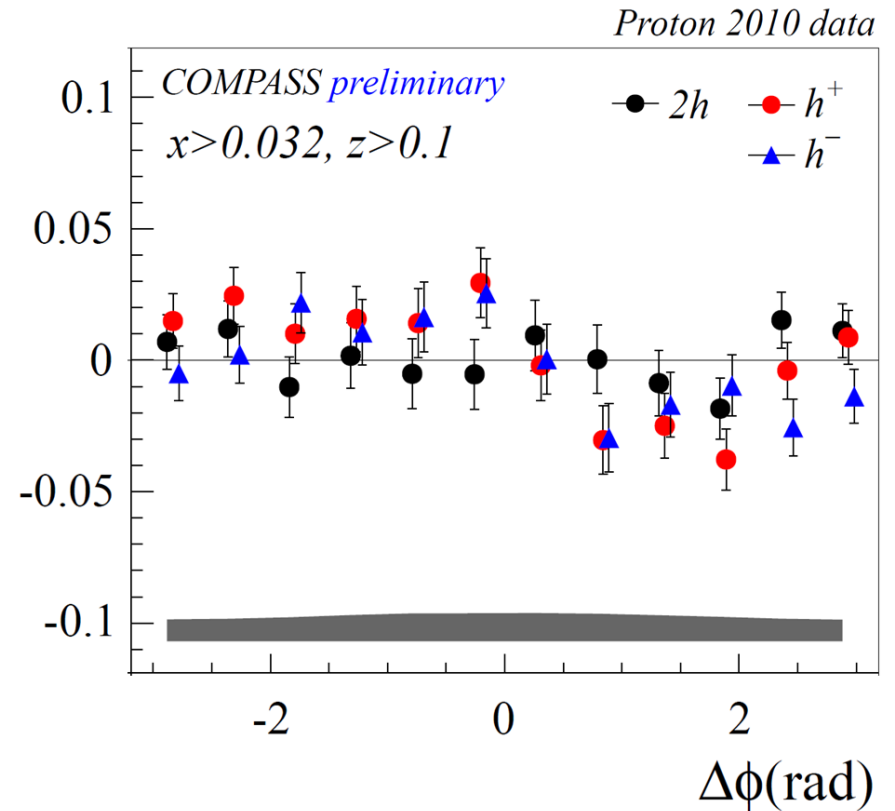 Proton 2010 data
COMPASS preliminary
x>0.032, z>0.1
2h
h⁺
h⁻
0.1
0.05
0
-0.05
-0.1
-2
0
2
Δϕ(rad)